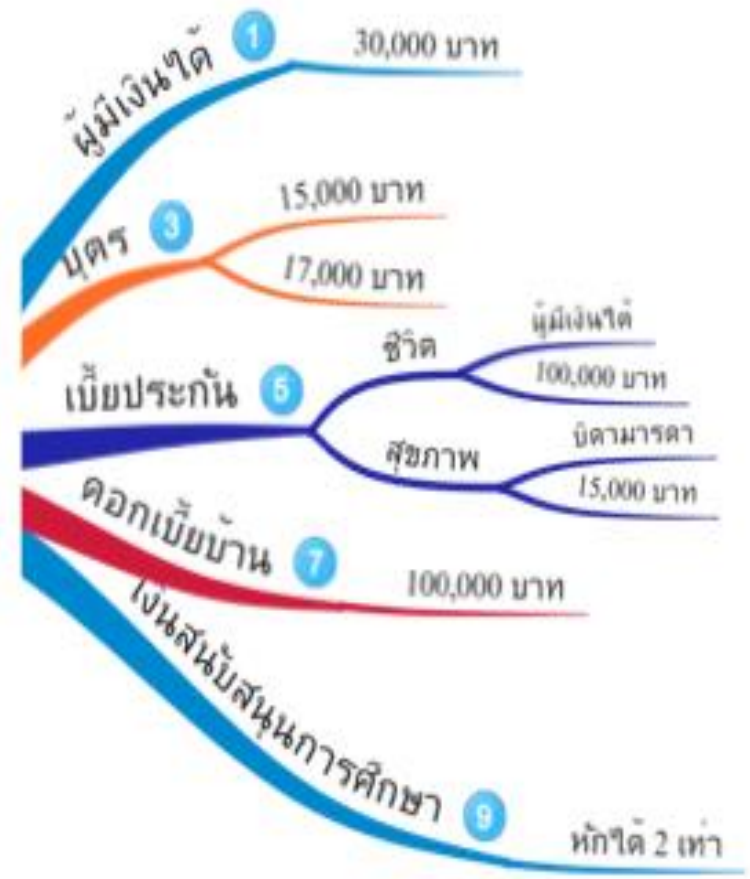 ผู้มีเงินได้ 1 30,000 บาท
บุตร 3
15,000 บาท
17,000 บาท
เบี้ยประกัน 5
ชีวิต
ผู้มีเงินได้
100,000 บาท
สุขภาพ
บิดามารดา
15,000 บาท
ดอกเบี้ยบ้าน 7 100,000 บาท
เงินสนับสนุนการศึกษา 9 หักได้ 2 เท่า